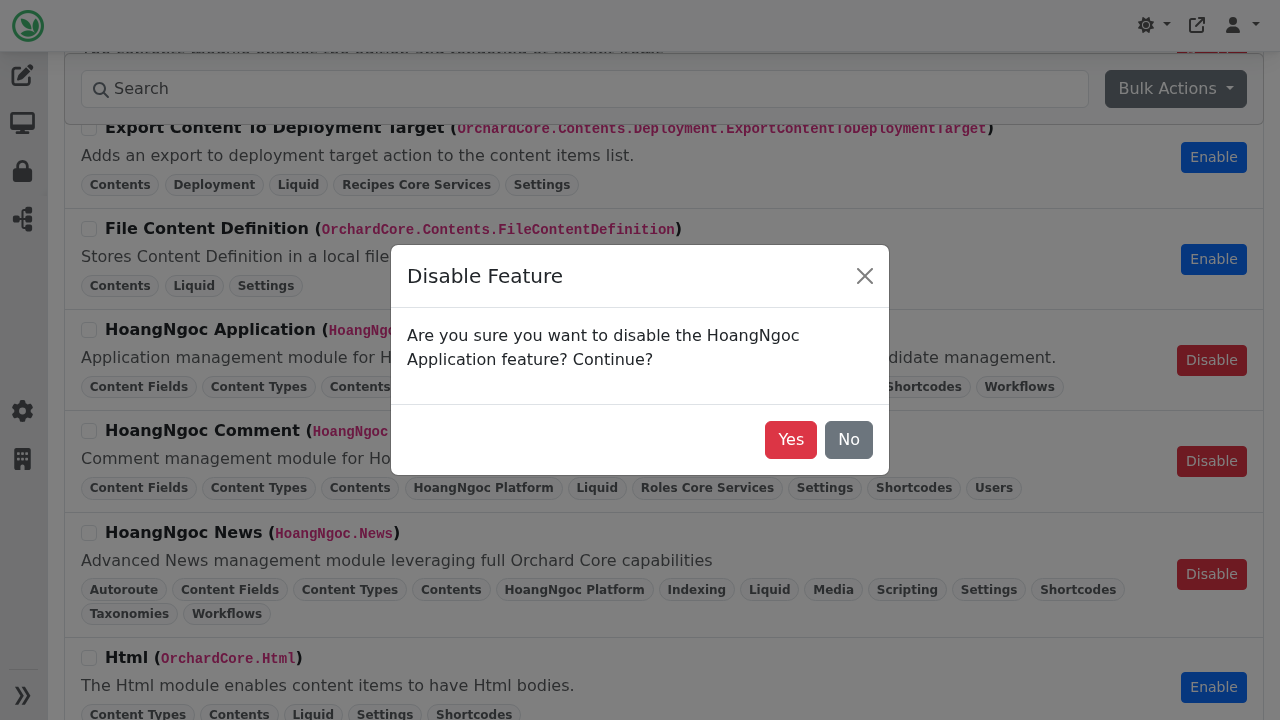 Search
Bulk Actions
Export Content To Deployment Target (OrchardCore.Contents.Deployment.ExportContentToDeploymentTarget)
Adds an export to deployment target action to the content items list.
Enable
Contents Deployment Liquid Recipes Core Services Settings
File Content Definition (OrchardCore.Contents.FileContentDefinition)
Stores Content Definition in a local file
Enable
Contents Liquid Settings
Disable Feature
Are you sure you want to disable the HoangNgoc
Application feature? Continue?
Yes No
HoangNgoc Application (
Application management module for didate management.
Disable
Content Fields Content Types Contents Shortcodes Workflows
HoangNgoc Comment (HoangNgoc
Comment management module for
Disable
Content Fields Content Types Contents HoangNgoc Platform Liquid Roles Core Services Settings Shortcodes Users
HoangNgoc News (HoangNgoc.News)
Advanced News management module leveraging full Orchard Core capabilities
Disable
Autoroute Content Fields Content Types Contents HoangNgoc Platform Indexing Liquid Media Scripting Settings Shortcodes
Taxonomies Workflows
Html (OrchardCore.Html)
The Html module enables content items to have Html bodies.
Enable
Content Types Contents Liquid Settings Shortcodes